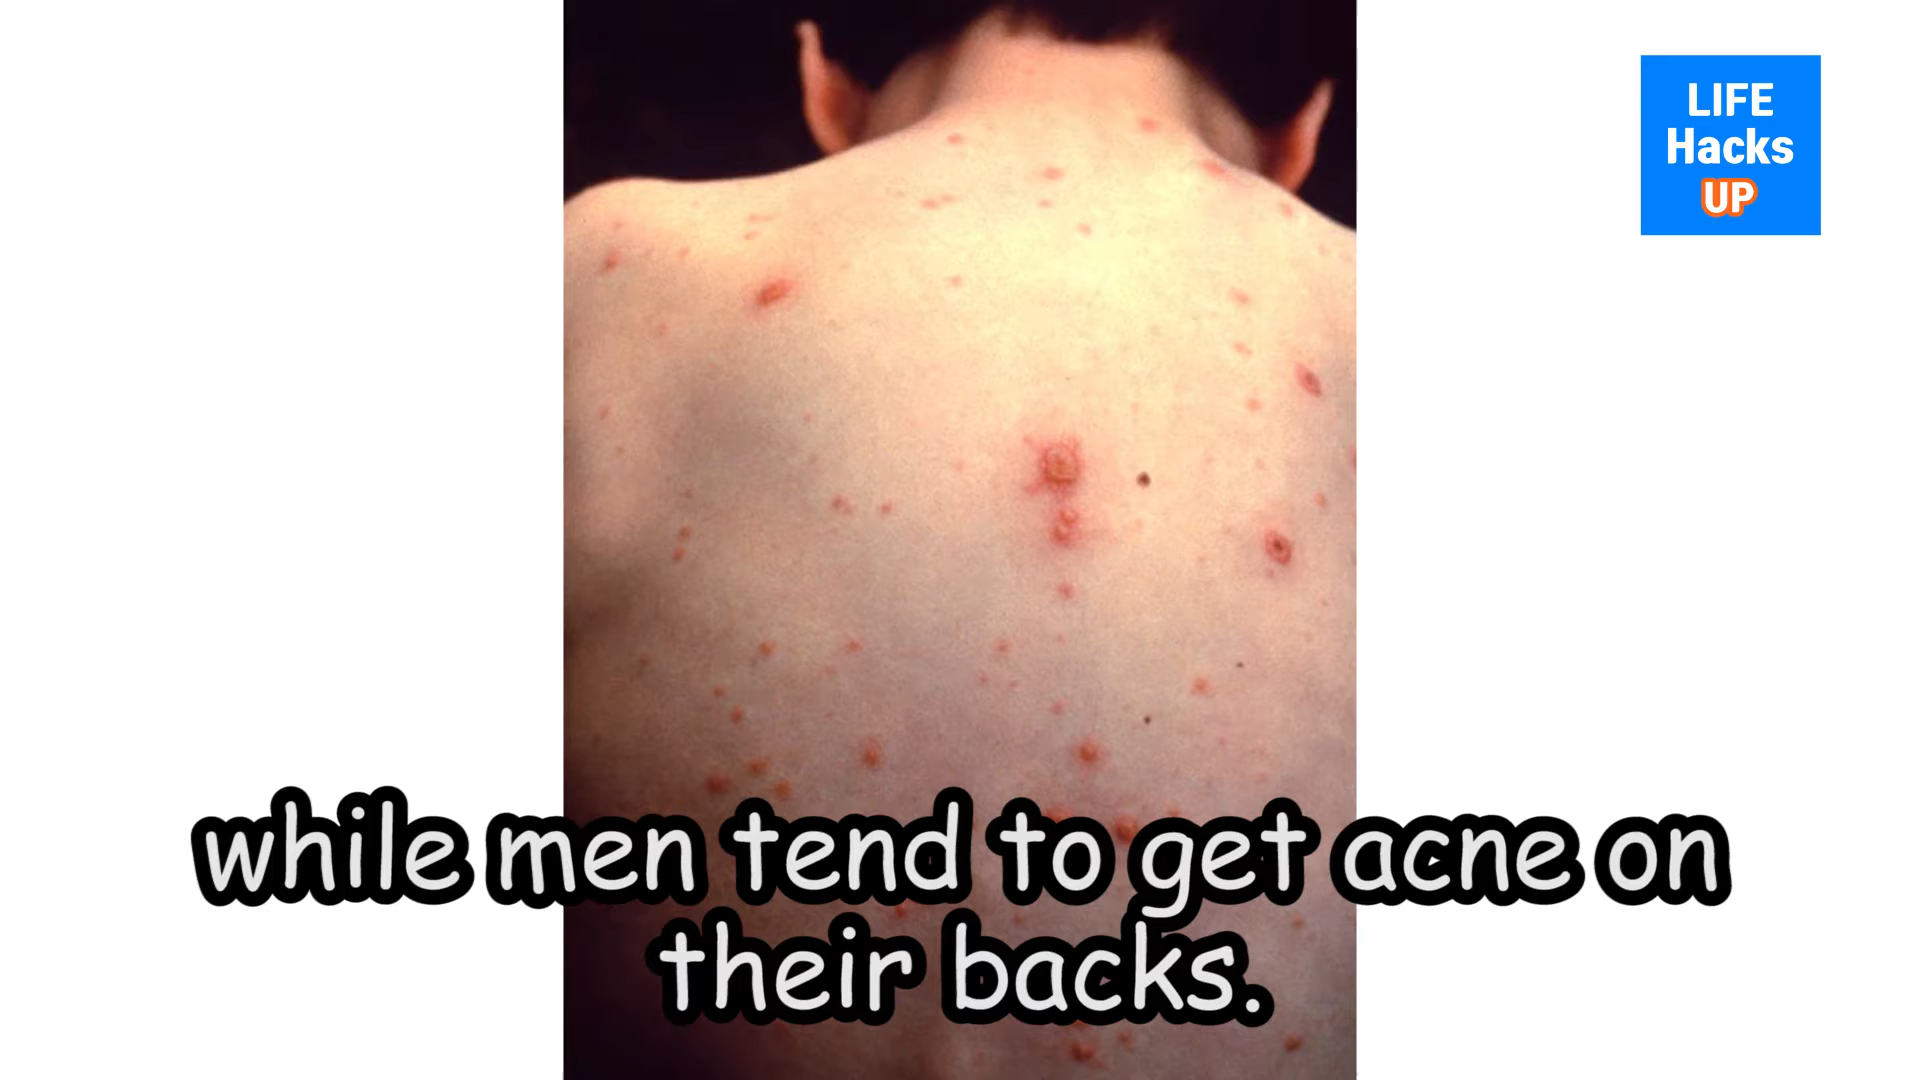 LIFE
Hacks
UP
while men tend to get acne on
their backs.